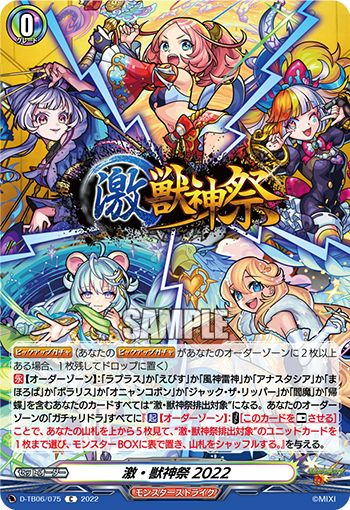 0
グレード
激獣神祭
SAMPLE
ピックアップガチャ(あなたのピックアップガチャがあなたのオーダーゾーンに2枚以上
ある場合、1枚残してドロップに置く)
永【オーダーゾーン】:「ラプラス」か「えびす」か「風神雷神」か「アナスタシア」か「ま
ほろば」か「ポラリス」か「オニャンコポン」か「ジャック・ザ・リッパー」か「閻魔」か「帰
蝶」を含むあなたのカードすべては"激・獣神祭排出対象"になる。あなたのオーダー
ゾーンの「ガチャリドラ」すべてに『起【オーダーゾーン】:【このカードを させる】
ことで、あなたの山札を上から5枚見て、"激・獣神祭排出対象"のユニットカード
を1枚まで選び、モンスターBOXに表で置き、山札をシャッフルする。』を与える。
激・獣神祭 2022
D-TB06/075 C 2022
モンスターストライク
©MIXI